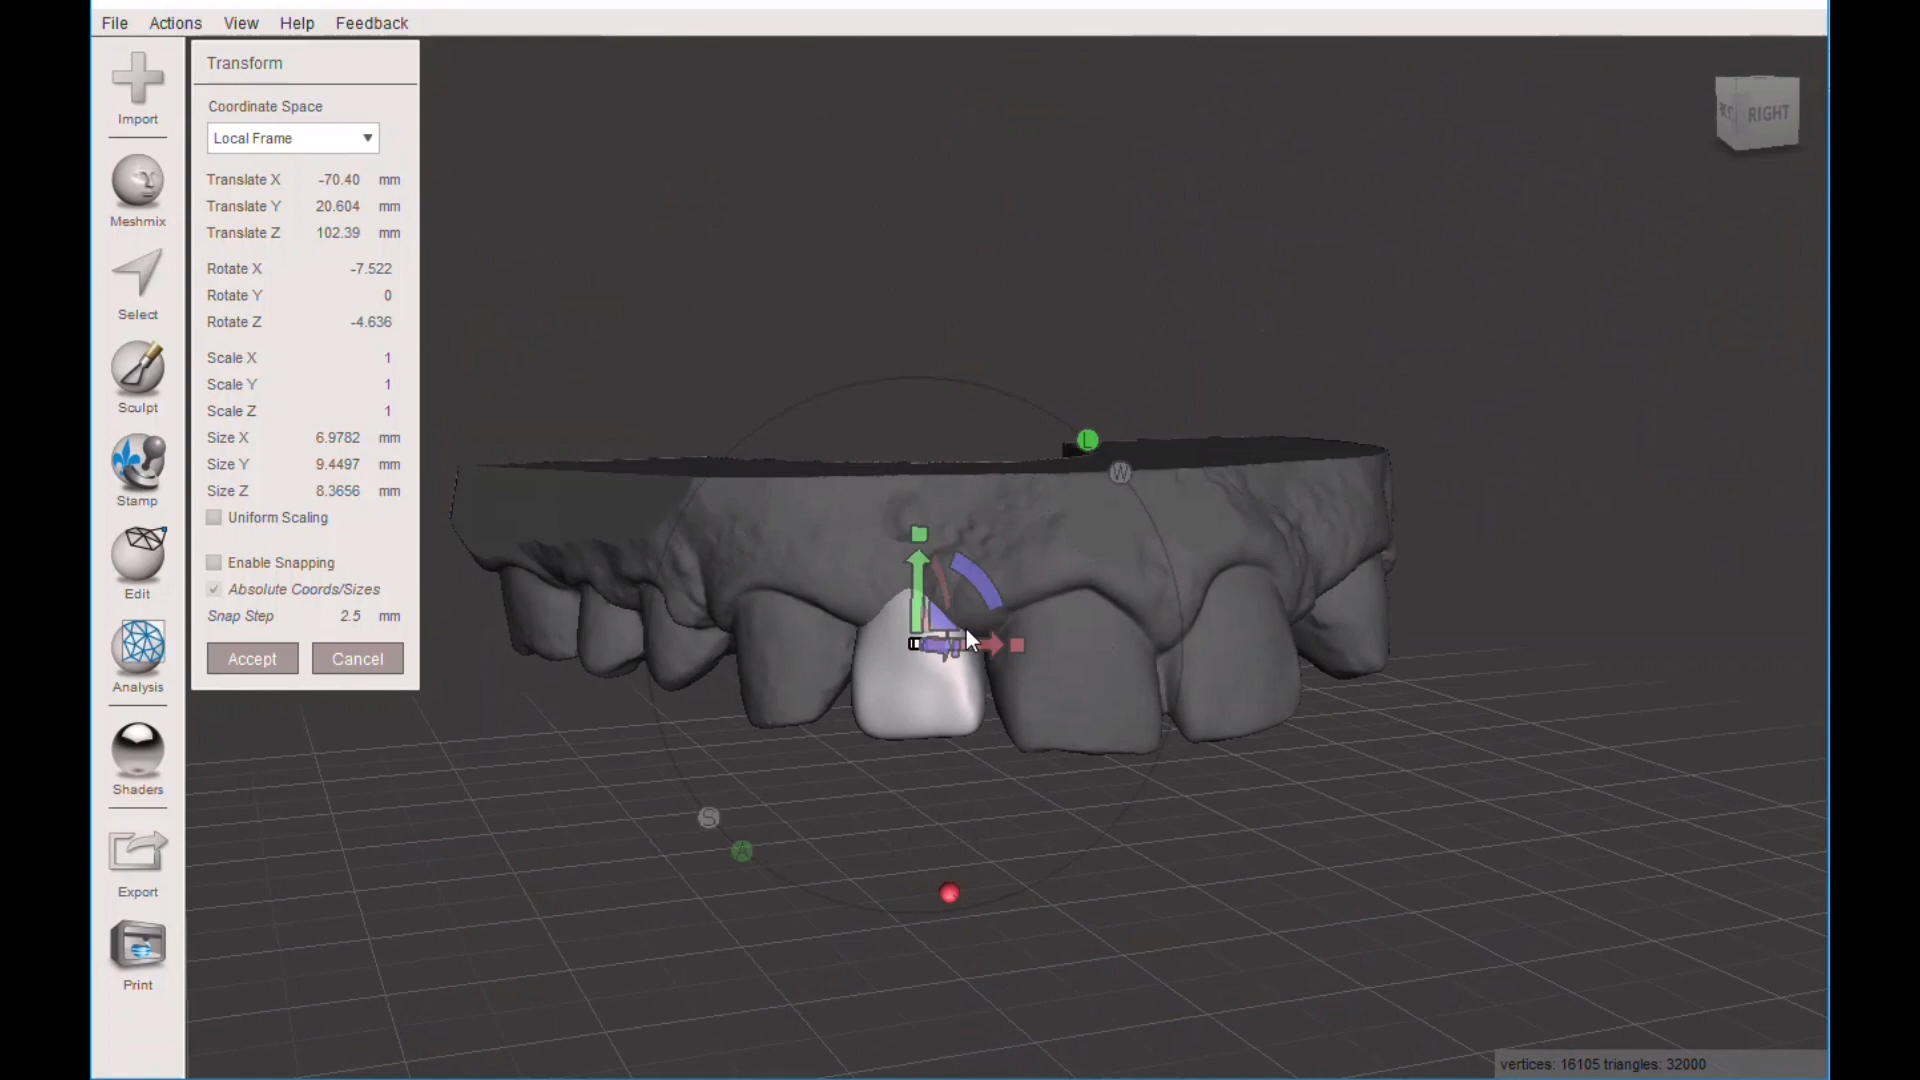 File Actions View Help Feedback
Import
Meshmix
Select
Sculpt
Stamp
Edit
Analysis
Shaders
Export
Print
Transform
Coordinate Space
Local Frame
Translate X -70.40 mm
Translate Y 20.604 mm
Translate Z 102.39 mm
Rotate X -7.522
Rotate Y 0
Rotate Z -4.636
Scale X 1
Scale Y 1
Scale Z 1
Size X 6.9782 mm
Size Y 9.4497 mm
Size Z 8.3656 mm
Uniform Scaling
Enable Snapping
Absolute Coords/Sizes
Snap Step 2.5 mm
Accept Cancel
RIGHT
L
W
S
A
vertices: 16105 triangles: 32000